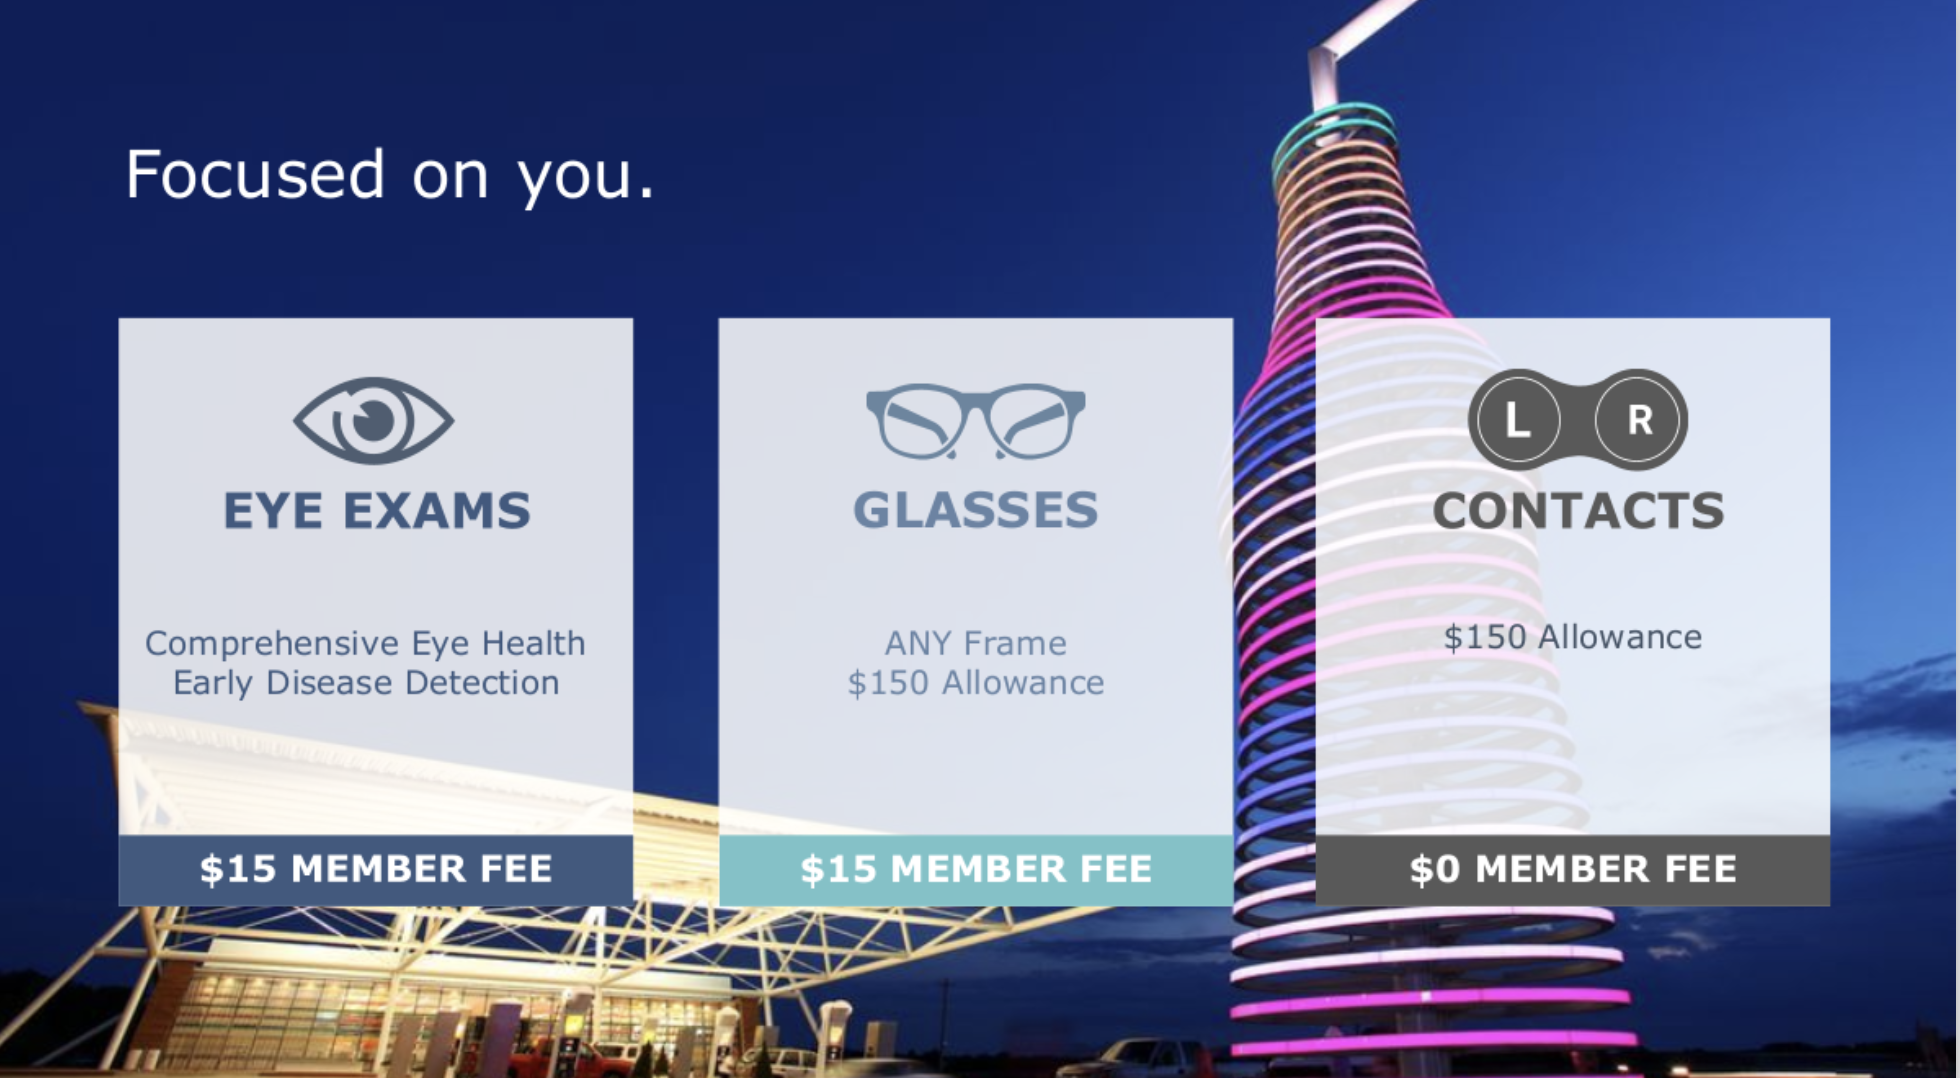 Focused on you.
EYE EXAMS
Comprehensive Eye Health
Early Disease Detection
$15 MEMBER FEE
GLASSES
ANY Frame
$150 Allowance
$15 MEMBER FEE
L R
CONTACTS
$150 Allowance
$0 MEMBER FEE